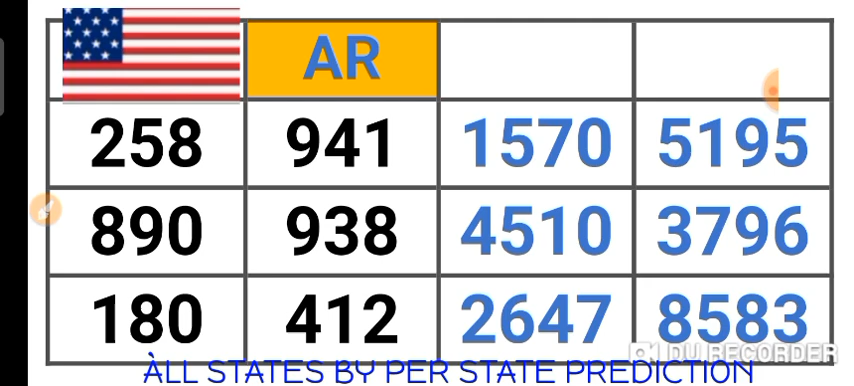 AR
258 941 1570 5195
890 938 4510 3796
180 412 2647 8583
DU RECORDER
ÀLL STATES BY PER STATE PREDICTION